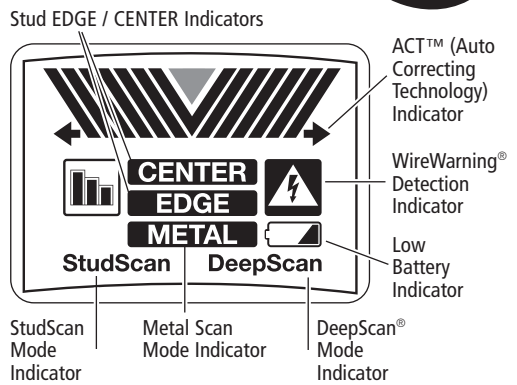 Stud EDGE / CENTER Indicators
ACT™ (Auto
Correcting
Technology)
Indicator
CENTER
EDGE
METAL
StudScan DeepScan
WireWarning®
Detection
Indicator
Low
Battery
Indicator
StudScan
Mode
Indicator
Metal Scan
Mode Indicator
DeepScan®
Mode
Indicator